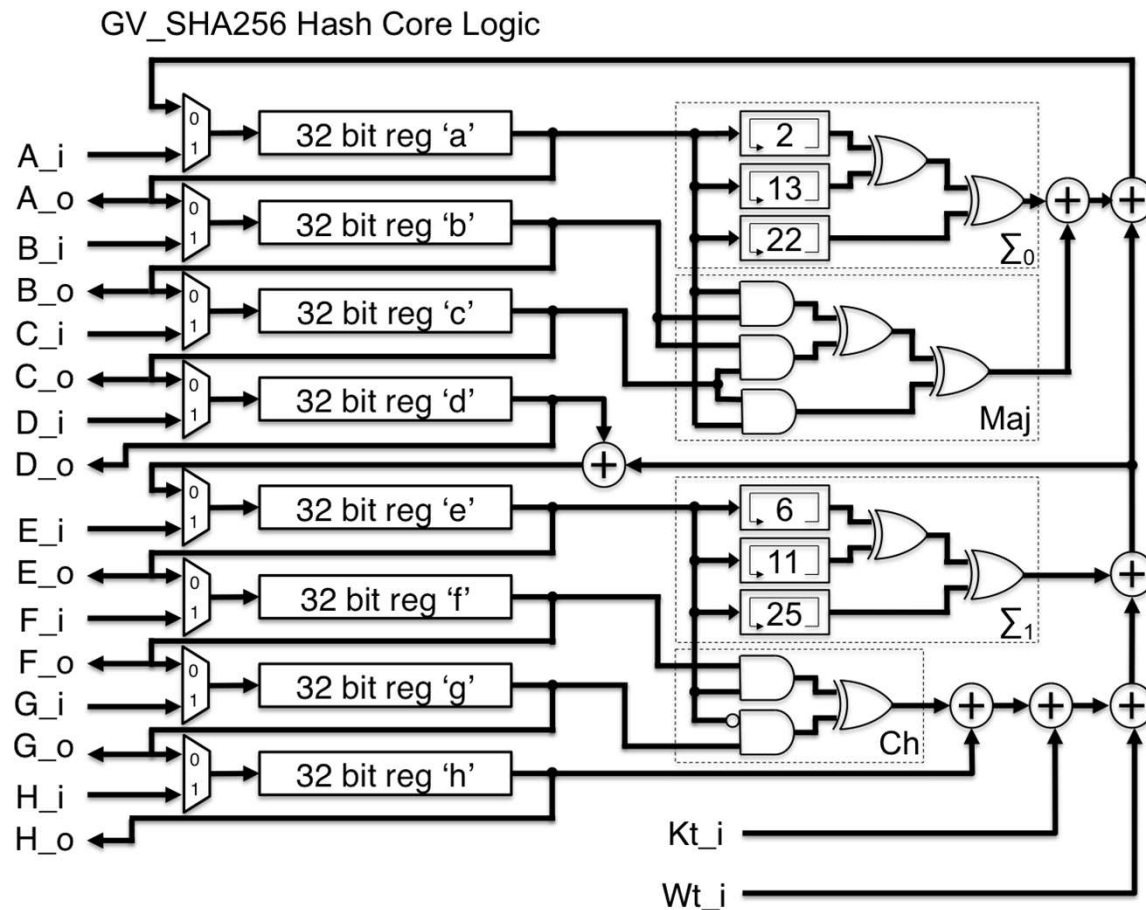 GV_SHA256 Hash Core Logic
0
1
A_i
32 bit reg ‘a’
2
A_o
0
1
13
B_i
32 bit reg ‘b’
22
+
+
Σ₀
B_o
0
1
C_i
32 bit reg ‘c’
C_o
0
1
D_i
32 bit reg ‘d’
Maj
D_o
+
0
1
E_i
32 bit reg ‘e’
6
E_o
11
0
1
+
F_i
32 bit reg ‘f’
25
Σ₁
F_o
0
1
G_i
32 bit reg ‘g’
+
+
+
G_o
0
1
Ch
H_i
32 bit reg ‘h’
H_o
Kt_i
Wt_i